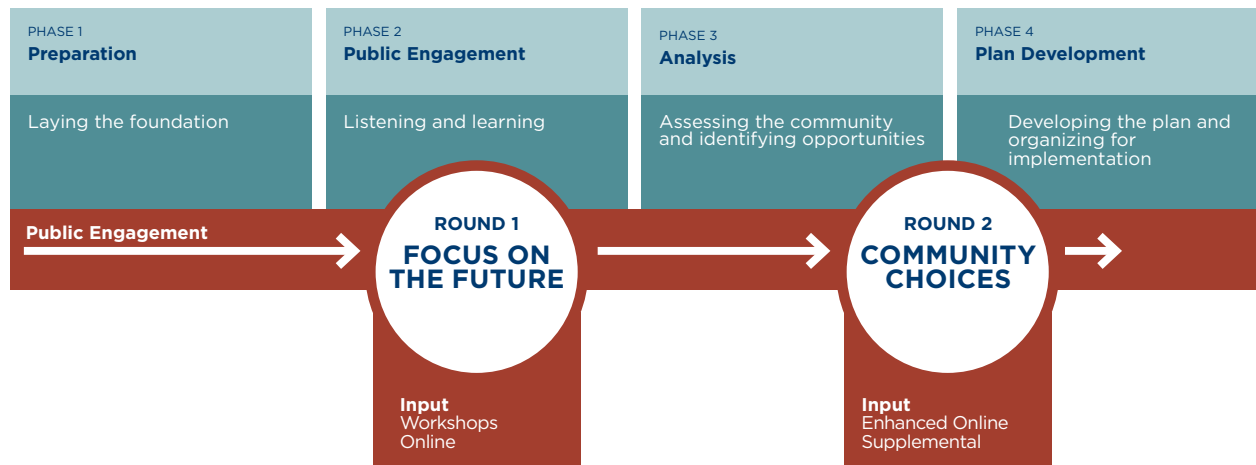 PHASE 1
Preparation
Laying the foundation
PHASE 2
Public Engagement
Listening and learning
PHASE 3
Analysis
Assessing the community
and identifying opportunities
PHASE 4
Plan Development
Developing the plan and
organizing for
implementation
Public Engagement
ROUND 1
FOCUS ON
THE FUTURE
Input
Workshops
Online
ROUND 2
COMMUNITY
CHOICES
Input
Enhanced Online
Supplemental